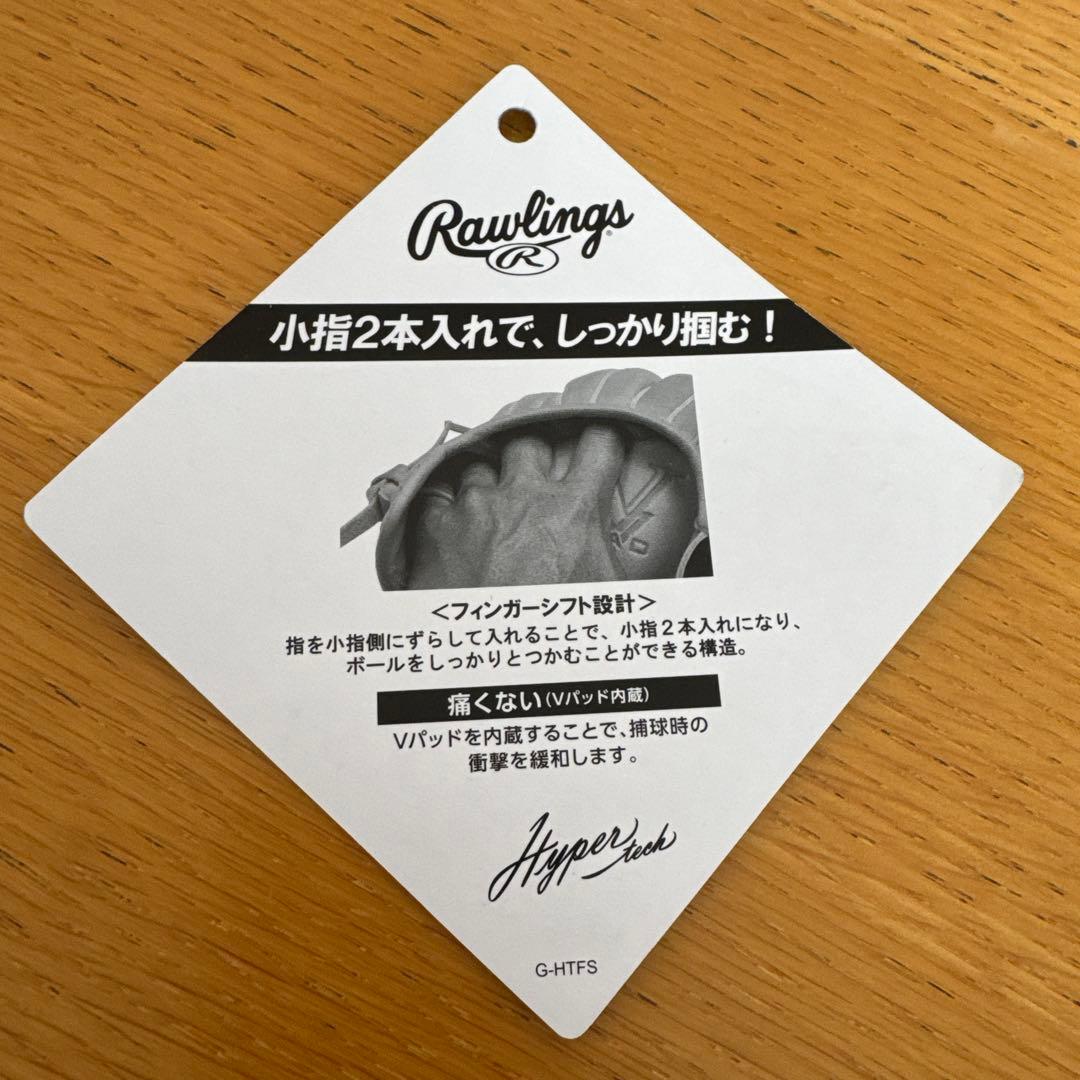 Rawlings
R
小指2本入れで、しっかり掴む！
<フィンガーシフト設計>
指を小指側にずらして入れることで、小指2本入れになり、
ボールをしっかりとつかむことができる構造。
痛くない(Vパッド内蔵)
Vパッドを内蔵することで、捕球時の
衝撃を緩和します。
Hyper tech
G-HTFS